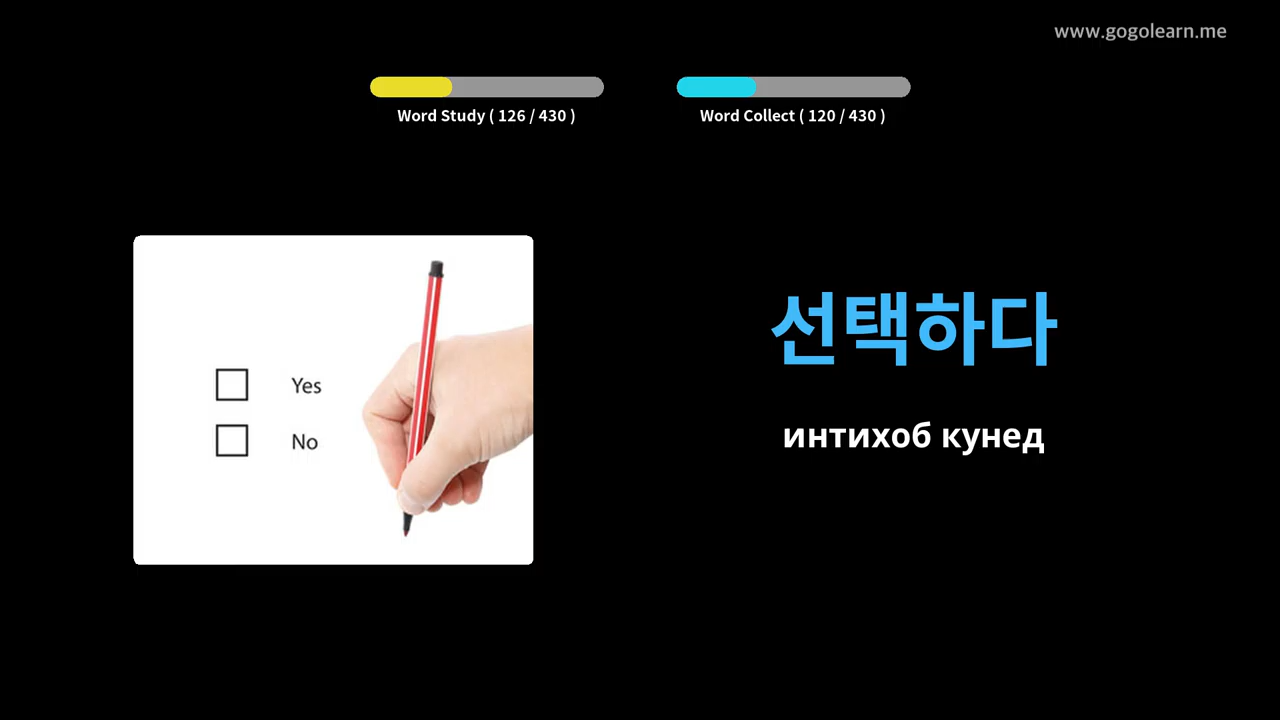 www.gogolearn.me
Word Study ( 126 / 430 )
Word Collect ( 120 / 430 )
Yes
No
선택하다
интихоб кунед